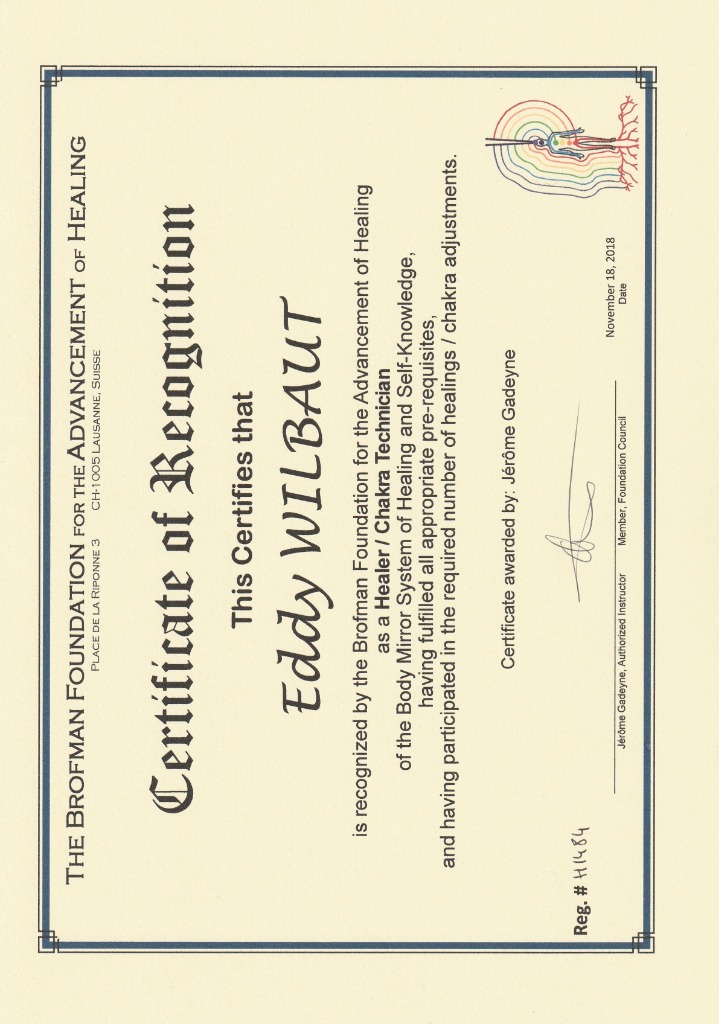 The Brofman Foundation for the Advancement of Healing
Place de la Riponne 3 CH-1005 Lausanne, Suisse
Certificate of Recognition
This Certifies that
Eddy WILBAUT
is recognized by the Brofman Foundation for the Advancement of Healing
as a Healer / Chakra Technician
of the Body Mirror System of Healing and Self-Knowledge,
having fulfilled all appropriate pre-requisites,
and having participated in the required number of healings / chakra adjustments.
Certificate awarded by: Jérôme Gadeyne
Reg. # H1484
November 18, 2018
Jérôme Gadeyne, Authorized Instructor Member, Foundation Council
Date